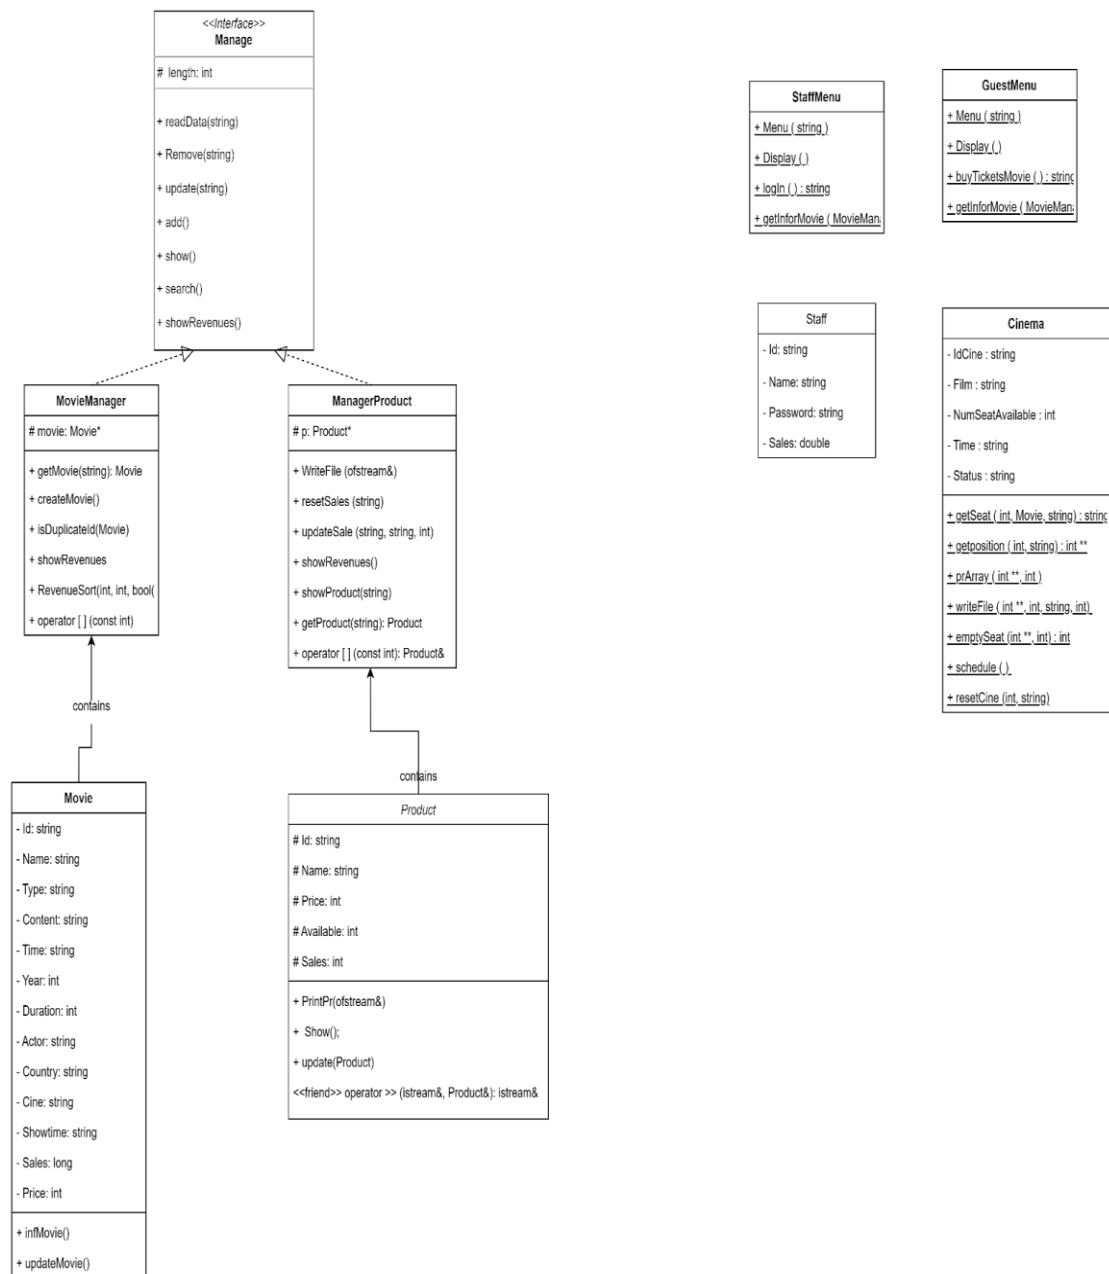 <<Interface>>
Manage
# length: int
+ readData(string)
+ Remove(string)
+ update(string)
+ add()
+ show()
+ search()
+ showRevenues()
StaffMenu
+ Menu ( string )
+ Display ( )
+ logIn ( ) : string
+ getInforMovie ( MovieMana
GuestMenu
+ Menu ( string )
+ Display ( )
+ buyTicketsMovie ( ) : string
+ getInforMovie ( MovieMana
Staff
- Id: string
- Name: string
- Password: string
- Sales: double
Cinema
- IdCine : string
- Film : string
- NumSeatAvailable : int
- Time : string
- Status : string
+ getSeat ( int, Movie, string) : string
+ getposition ( int, string) : int **
+ prArray ( int **, int )
+ writeFile ( int **, int, string, int)
+ emptySeat (int **, int) : int
+ schedule ( )
+ resetCine (int, string)
MovieManager
# movie: Movie*
+ getMovie(string): Movie
+ createMovie()
+ isDuplicateId(Movie)
+ showRevenues
+ RevenueSort(int, int, bool(
+ operator [ ] (const int)
ManagerProduct
# p: Product*
+ WriteFile (ofstream&)
+ resetSales (string)
+ updateSale (string, string, int)
+ showRevenues()
+ showProduct(string)
+ getProduct(string): Product
+ operator [ ] (const int): Product&
contains
contains
Movie
- Id: string
- Name: string
- Type: string
- Content: string
- Time: string
- Year: int
- Duration: int
- Actor: string
- Country: string
- Cine: string
- Showtime: string
- Sales: long
- Price: int
+ infMovie()
+ updateMovie()
Product
# Id: string
# Name: string
# Price: int
# Available: int
# Sales: int
+ PrintPr(ofstream&)
+ Show();
+ update(Product)
<<friend>> operator >> (istream&, Product&): istream&